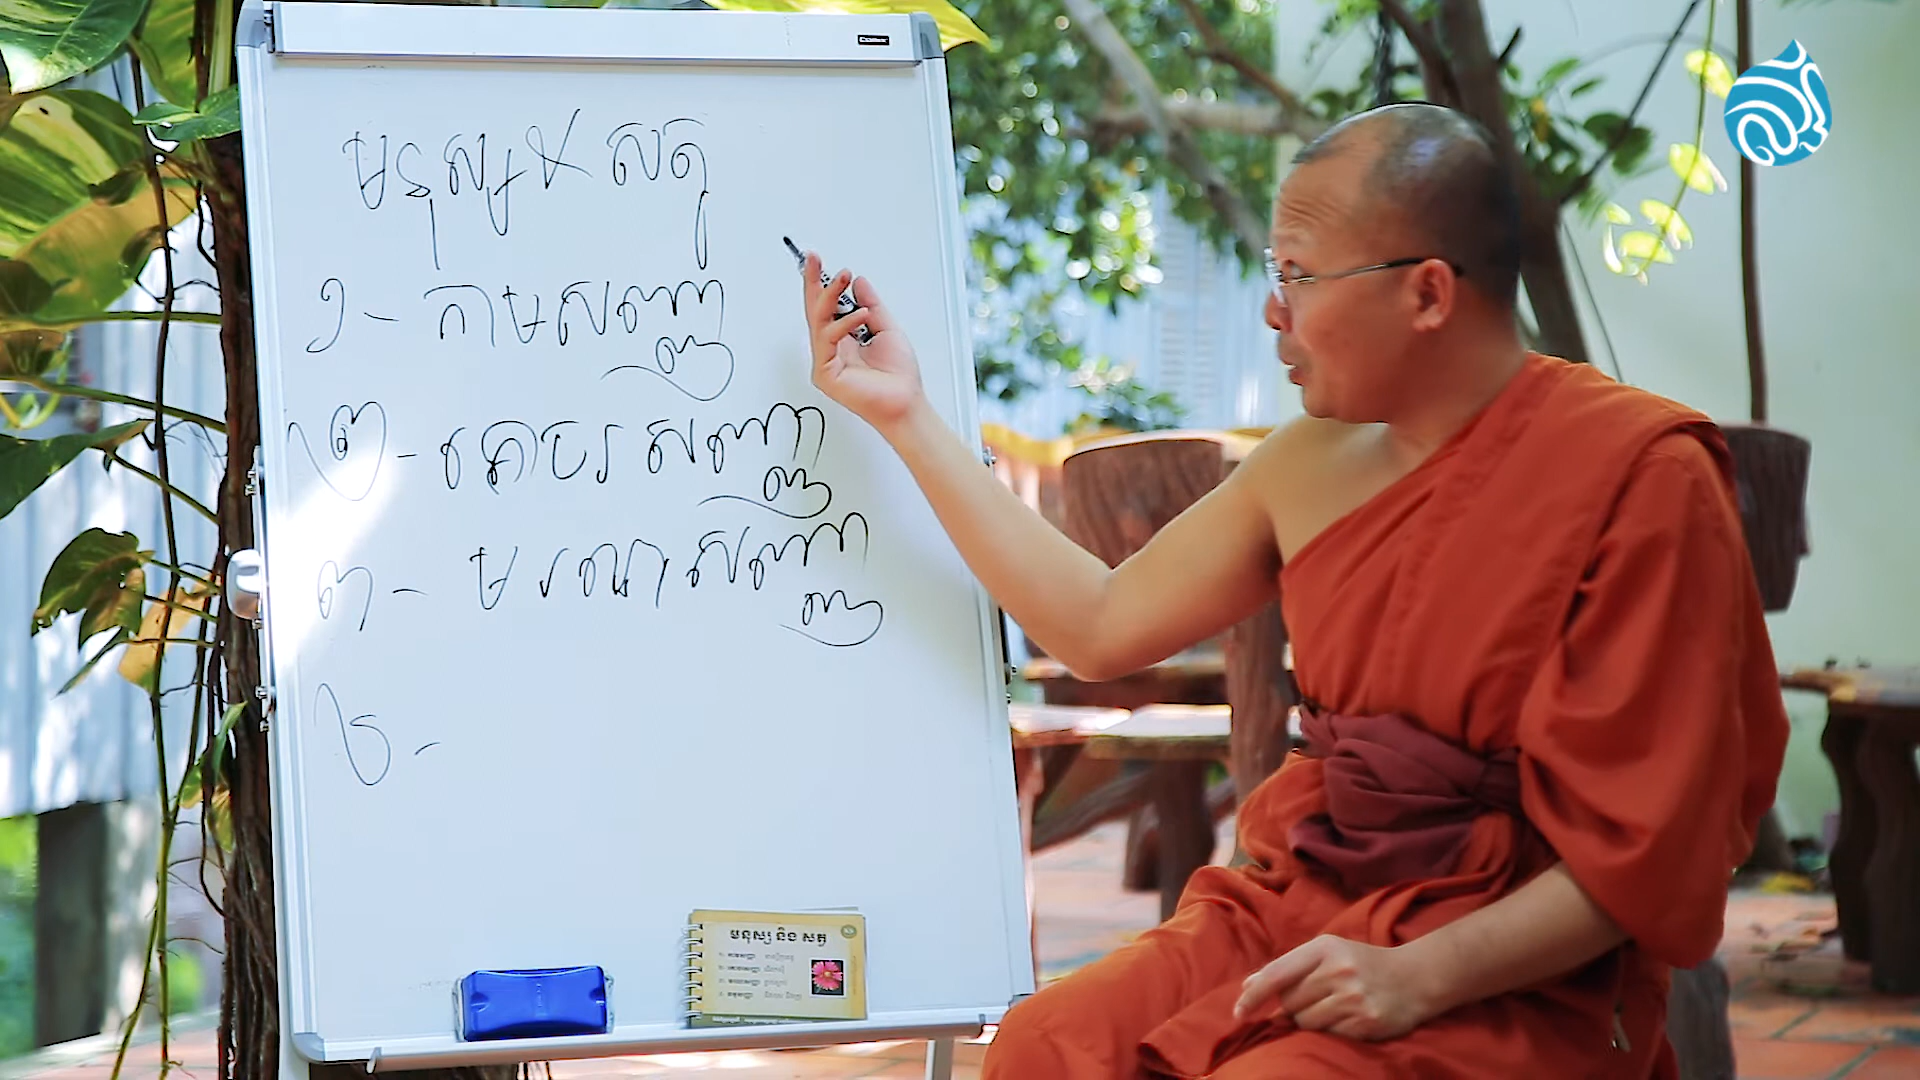 មនុស្ស X សត្វ
១- កាមសញ្ញា
២- គោចរសញ្ញា
៣- មរណសញ្ញា
៤-
មនុស្ស និង សត្វ